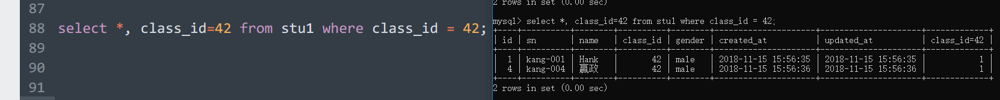 87
88 select *, class_id=42 from stu1 where class_id = 42;
89
90
91
2 rows in set (0.00 sec)
mysql> select *, class_id=42 from stu1 where class_id = 42;
+----+----------+------+----------+--------+---------------------+---------------------+-------------+
| id | sn | name | class_id | gender | created_at | updated_at | class_id=42 |
+----+----------+------+----------+--------+---------------------+---------------------+-------------+
| 1 | kang-001 | Hank | 42 | male | 2018-11-15 15:56:35 | 2018-11-15 15:56:35 | 1 |
| 4 | kang-004 | 嬴政 | 42 | male | 2018-11-15 15:56:36 | 2018-11-15 15:56:36 | 1 |
+----+----------+------+----------+--------+---------------------+---------------------+-------------+
2 rows in set (0.00 sec)